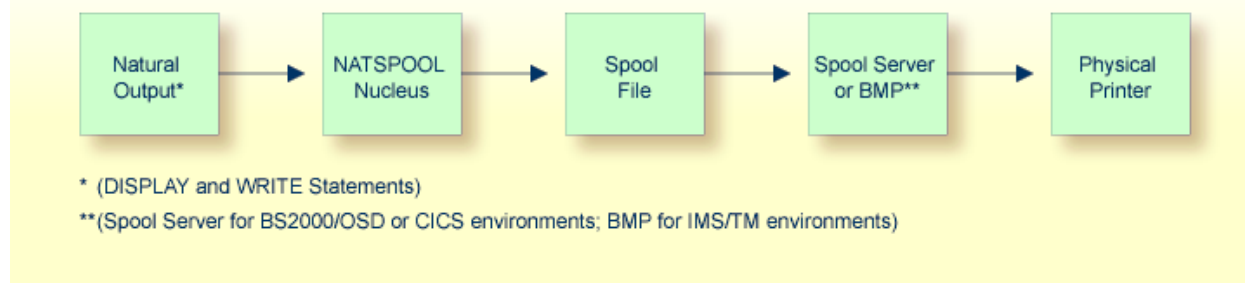 Natural
Output*
NATSPOOL
Nucleus
Spool
File
Spool Server
or BMP**
Physical
Printer
* (DISPLAY and WRITE Statements)
**(Spool Server for BS2000/OSD or CICS environments; BMP for IMS/TM environments)